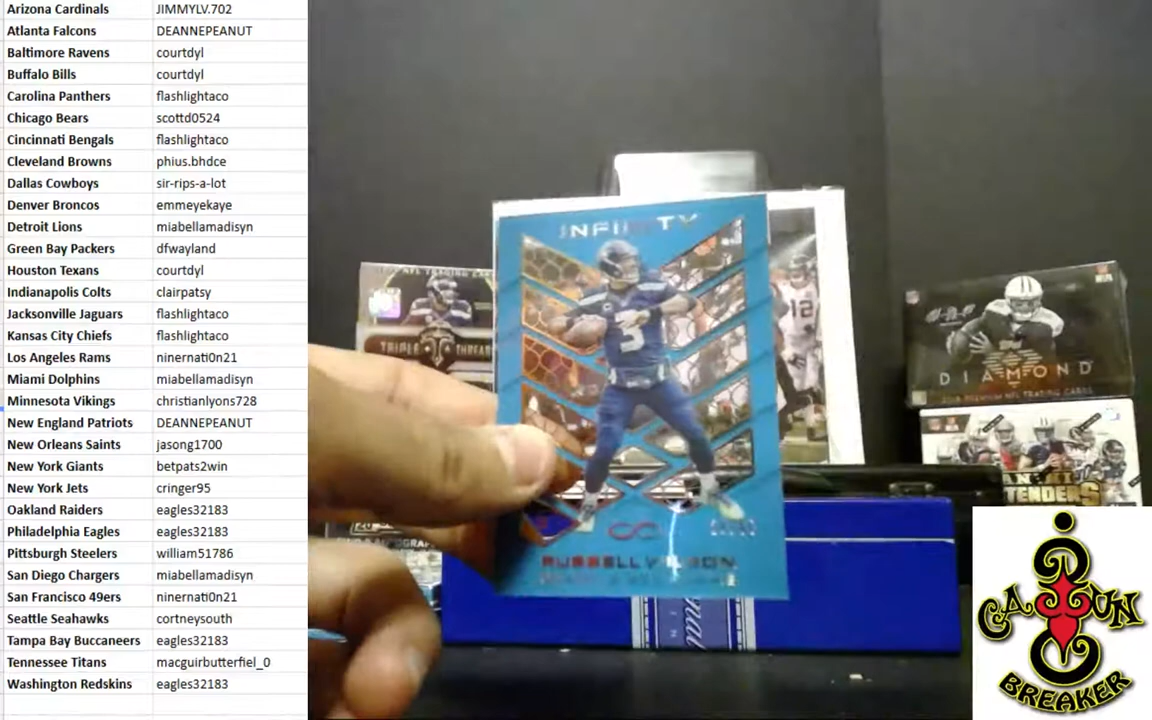 Arizona Cardinals JIMMYLV.702
Atlanta Falcons DEANNEPEANUT
Baltimore Ravens courtdyl
Buffalo Bills courtdyl
Carolina Panthers flashlightaco
Chicago Bears scottd0524
Cincinnati Bengals flashlightaco
Cleveland Browns phius.bhdce
Dallas Cowboys sir-rips-a-lot
Denver Broncos emmeyekaye
Detroit Lions miabellamadisyn
Green Bay Packers dfwayland
Houston Texans courtdyl
Indianapolis Colts clairpatsy
Jacksonville Jaguars flashlightaco
Kansas City Chiefs flashlightaco
Los Angeles Rams ninernati0n21
Miami Dolphins miabellamadisyn
Minnesota Vikings christianlyons728
New England Patriots DEANNEPEANUT
New Orleans Saints jasong1700
New York Giants betpats2win
New York Jets cringer95
Oakland Raiders eagles32183
Philadelphia Eagles eagles32183
Pittsburgh Steelers william51786
San Diego Chargers miabellamadisyn
San Francisco 49ers ninernati0n21
Seattle Seahawks cortneysouth
Tampa Bay Buccaneers eagles32183
Tennessee Titans macguirbutterfiel_0
Washington Redskins eagles32183
INFINITY
3
RUSSELL WILSON
12
TRIPLE THREADS
DIAMOND
CAJUN
BREAKER